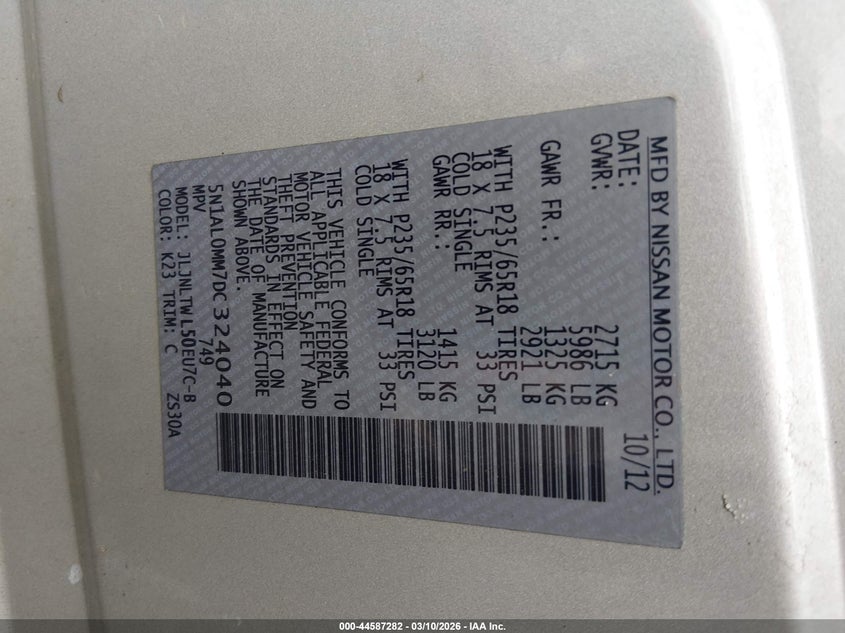 MFD BY NISSAN MOTOR CO., LTD.
DATE: 10/12
GVWR: 2715 KG
5986 LB
GAWR FR.: 1325 KG
2921 LB
WITH P235/65R18 TIRES
18 X 7.5 RIMS AT 33 PSI
COLD SINGLE
GAWR RR.: 1415 KG
3120 LB
WITH P235/65R18 TIRES
18 X 7.5 RIMS AT 33 PSI
COLD SINGLE
THIS VEHICLE CONFORMS TO
ALL APPLICABLE FEDERAL
MOTOR VEHICLE SAFETY AND
THEFT PREVENTION
STANDARDS IN EFFECT ON
THE DATE OF MANUFACTURE
SHOWN ABOVE.
5N1AL0MM7DC324040
MPV 749
MODEL: JLJNLTWL50EU7C-B
COLOR: K23 TRIM: C ZS30A
000-44587282 - 03/10/2026 - IAA Inc.